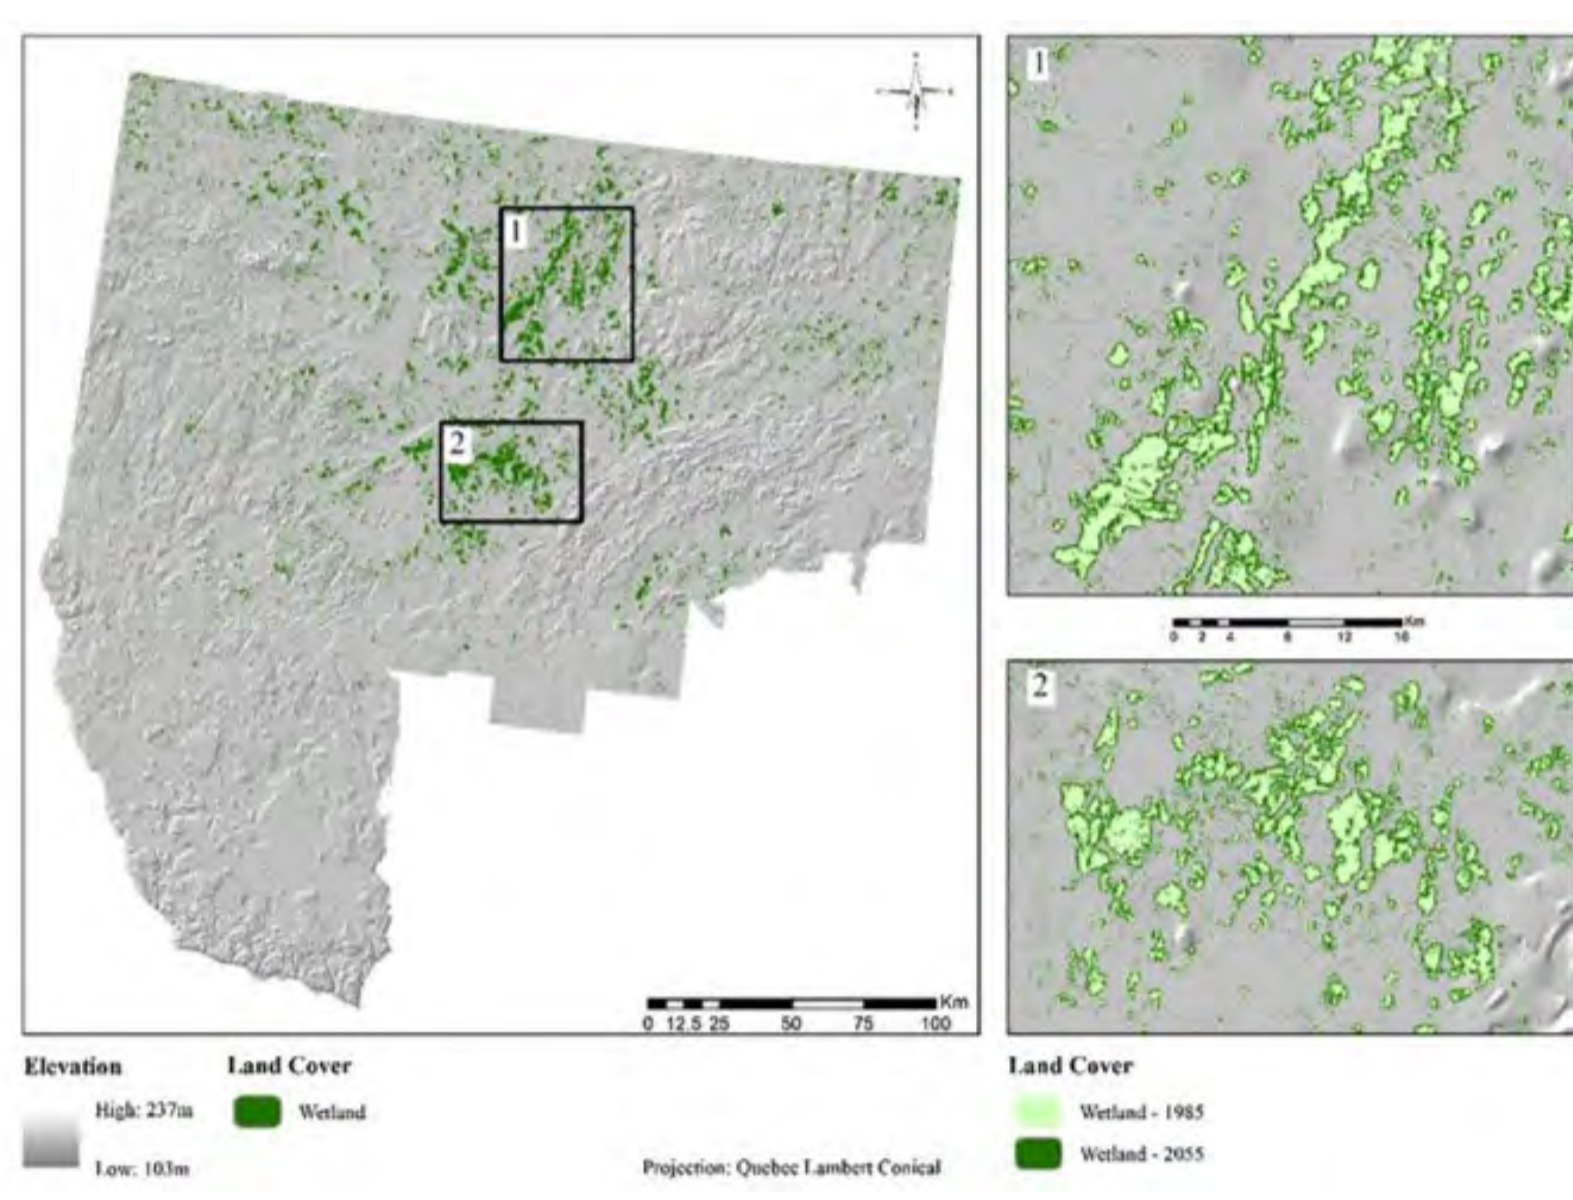 1
2
Km
0 12.5 25 50 75 100
1
Km
0 2 4 8 12 16
2
Elevation
High: 237m
Low: 103m
Land Cover
Wetland
Projection: Quebec Lambert Conical
Land Cover
Wetland - 1985
Wetland - 2055